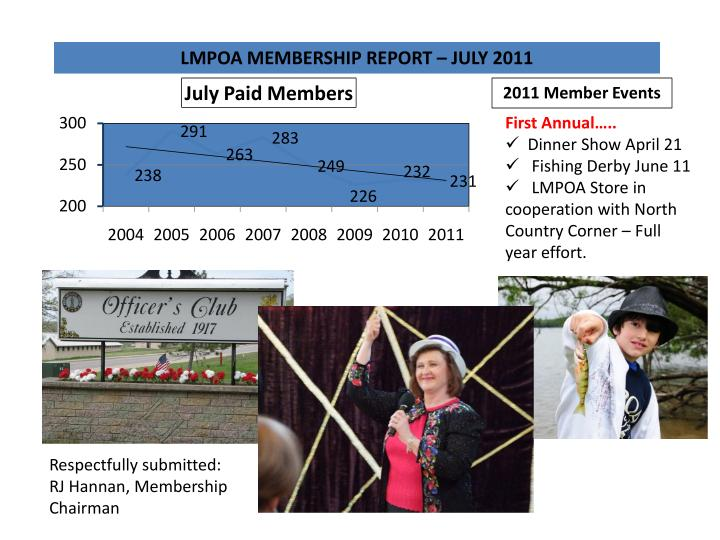 LMPOA MEMBERSHIP REPORT – JULY 2011
July Paid Members
300
250
200
238
291
263
283
249
226
232
231
2004 2005 2006 2007 2008 2009 2010 2011
2011 Member Events
First Annual…..
✓ Dinner Show April 21
✓ Fishing Derby June 11
✓ LMPOA Store in
cooperation with North
Country Corner – Full
year effort.
Officer's Club
Established 1917
Respectfully submitted:
RJ Hannan, Membership
Chairman